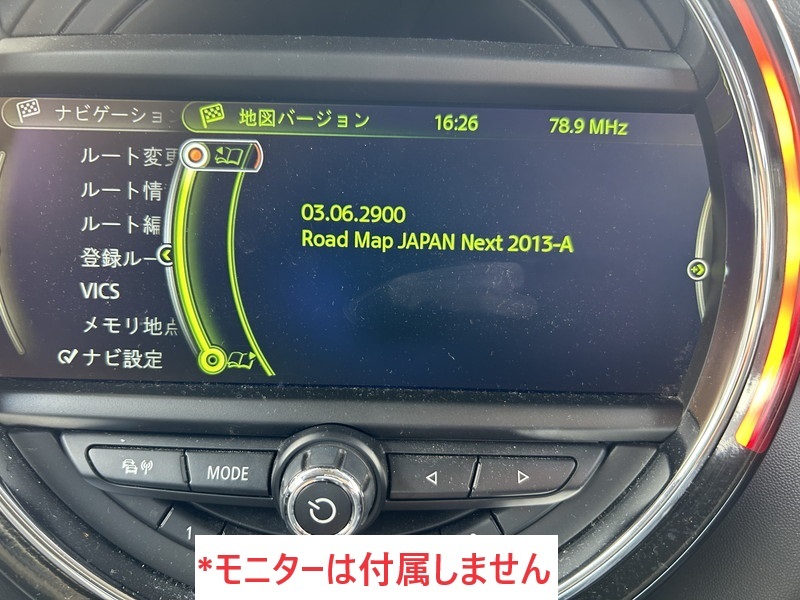 ナビゲーショ
地図バージョン 16:26 78.9 MHz
ルート変更
ルート情
ルート編
登録ルー
VICS
メモリ地点
ナビ設定
03.06.2900
Road Map JAPAN Next 2013-A
MODE
1
*モニターは付属しません